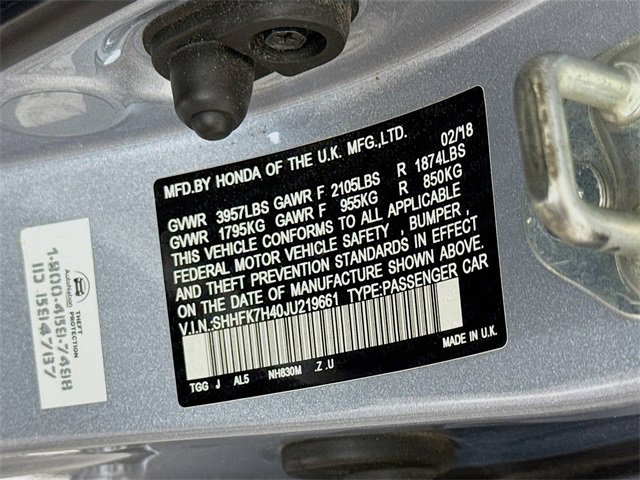 MFD.BY HONDA OF THE U.K. MFG.,LTD. 02/18
GVWR 3957LBS GAWR F 2105LBS R 1874LBS
GVWR 1795KG GAWR F 955KG R 850KG
THIS VEHICLE CONFORMS TO ALL APPLICABLE
FEDERAL MOTOR VEHICLE SAFETY , BUMPER,
AND THEFT PREVENTION STANDARDS IN EFFECT
ON THE DATE OF MANUFACTURE SHOWN ABOVE.
V.I.N.:SHHFK7H40JU219661 TYPE:PASSENGER CAR
TGG J AL5 NH830M .Z .U
MADE IN U.K.
THEFT
PROTECTION